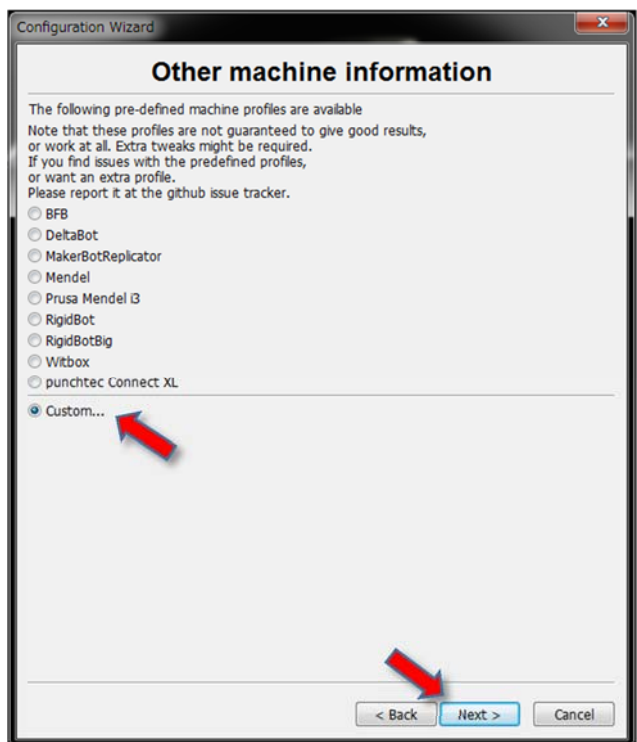 Configuration Wizard
Other machine information
The following pre-defined machine profiles are available
Note that these profiles are not guaranteed to give good results,
or work at all. Extra tweaks might be required.
If you find issues with the predefined profiles,
or want an extra profile.
Please report it at the github issue tracker.
BFB
DeltaBot
MakerBotReplicator
Mendel
Prusa Mendel i3
RigidBot
RigidBotBig
Witbox
punchtec Connect XL
Custom...
< Back Next > Cancel